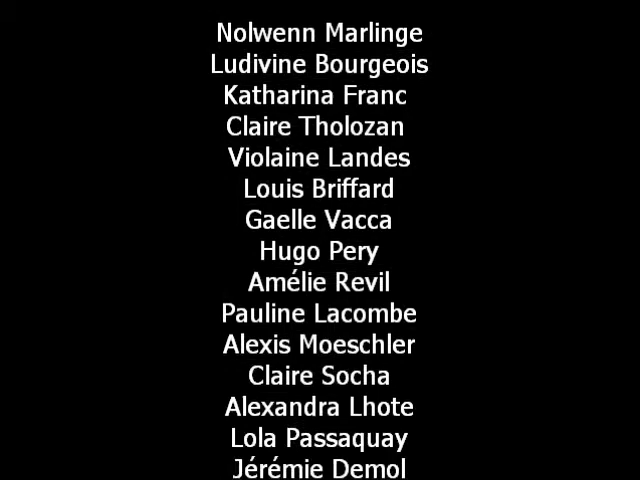 Nolwenn Marlinge
Ludivine Bourgeois
Katharina Franc
Claire Tholozan
Violaine Landes
Louis Briffard
Gaelle Vacca
Hugo Pery
Amélie Revil
Pauline Lacombe
Alexis Moeschler
Claire Socha
Alexandra Lhote
Lola Passaquay
Jérémie Demol